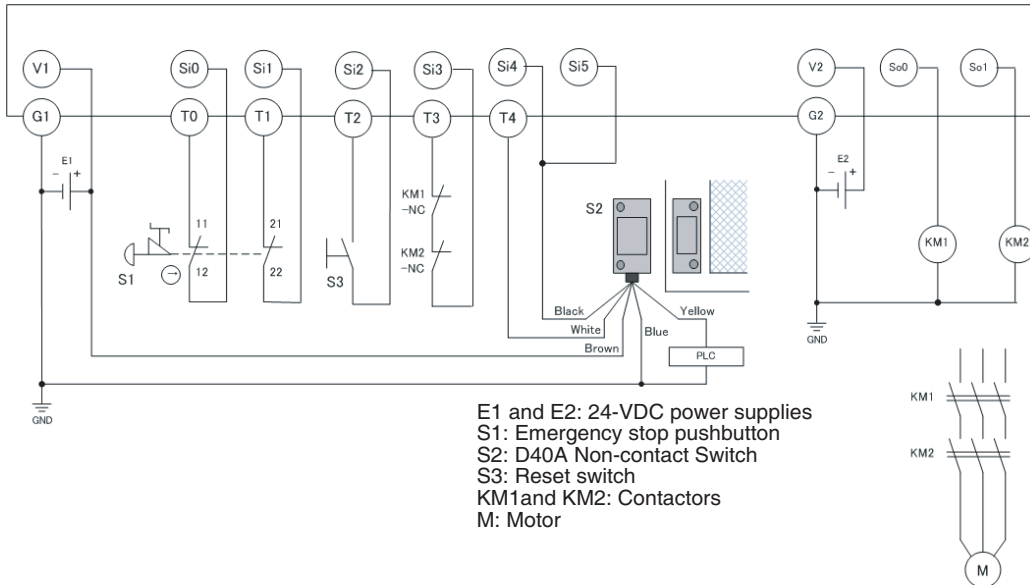 V1 Si0 Si1 Si2 Si3 Si4 Si5 V2 So0 So1
G1 T0 T1 T2 T3 T4 G2
E1
- +
E2
- +
KM1
-NC
KM2
-NC
S1
11
12
21
22
S3
S2
KM1
KM2
Black
White
Brown
Blue
Yellow
PLC
GND
GND
E1 and E2: 24-VDC power supplies
S1: Emergency stop pushbutton
S2: D40A Non-contact Switch
S3: Reset switch
KM1and KM2: Contactors
M: Motor
KM1
KM2
M